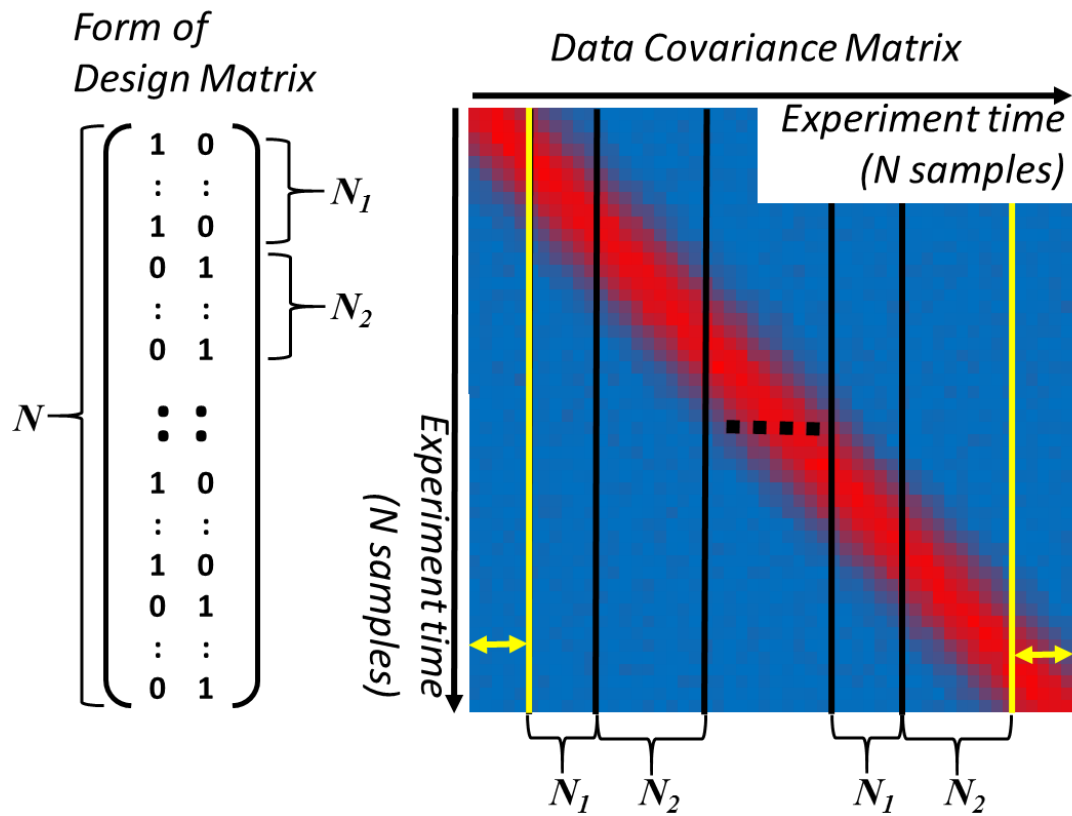 Form of
Design Matrix
1 0
: :
1 0
0 1
: :
0 1
: :
1 0
: :
1 0
0 1
: :
0 1
N
N1
N2
Data Covariance Matrix
Experiment time
(N samples)
Experiment time
(N samples)
N1
N2
N1
N2